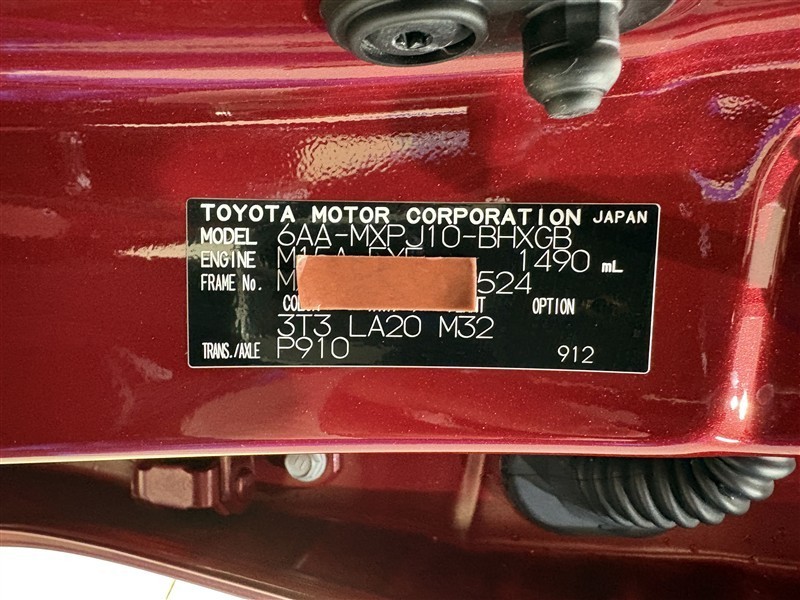 TOYOTA MOTOR CORPORATION JAPAN
MODEL 6AA-MXPJ10-BHXGB
ENGINE 1490 mL
FRAME No. 524
OPTION
3T3 LA20 M32
TRANS./AXLE P910 912